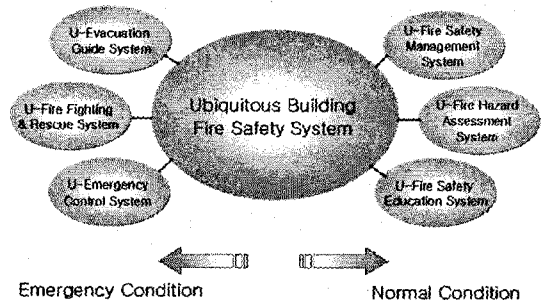 U-Evacuation
Guide System
U-Fire Fighting
& Rescue System
U-Emergency
Control System
Ubiquitous Building
Fire Safety System
U-Fire Safety
Management
System
U-Fire Hazard
Assessment
System
U-Fire Safety
Education System
Emergency Condition
Normal Condition